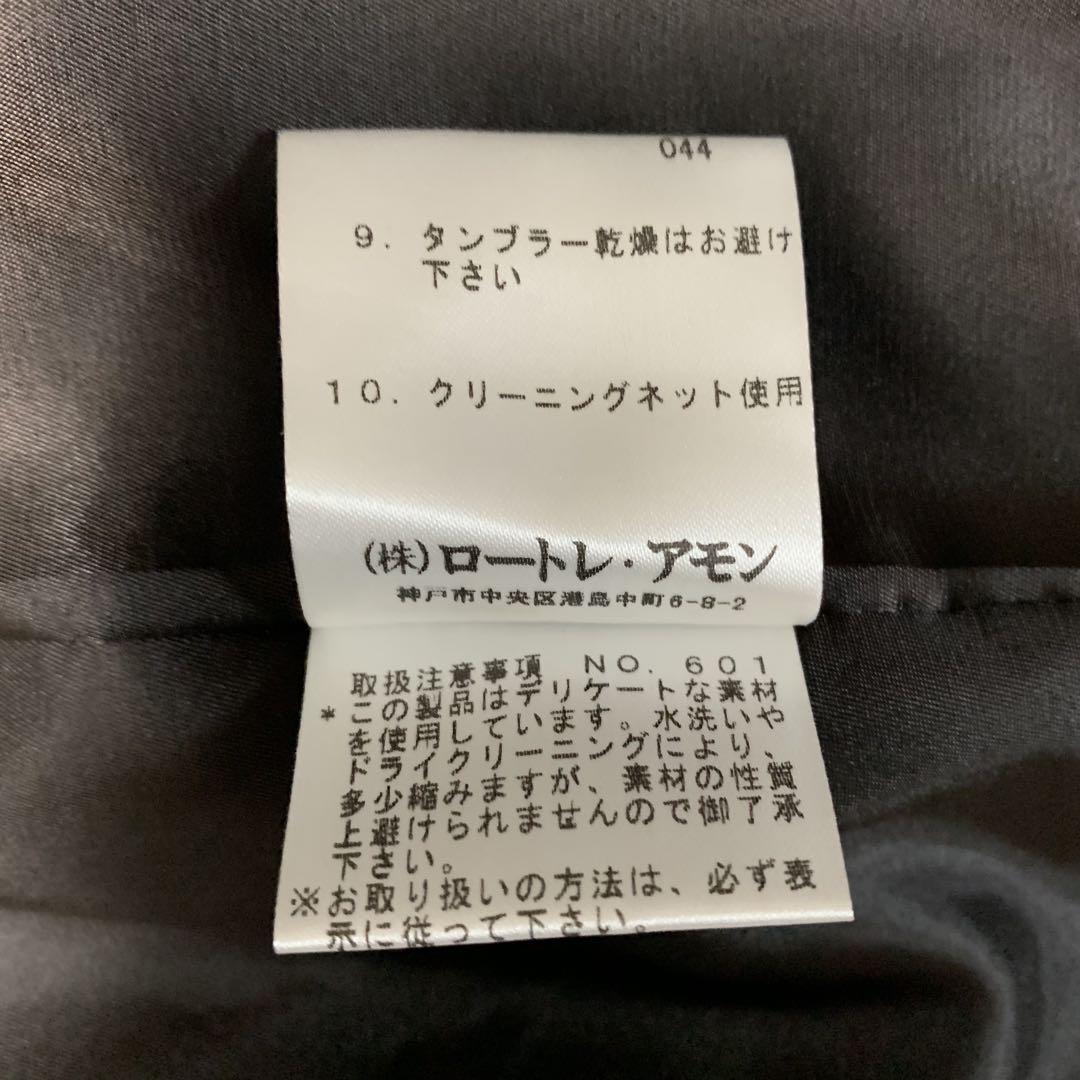 044
9. タンブラー乾燥はお避け
下さい
10. クリーニングネット使用
(株)ロートレ・アモン
神戸市中央区港島中町6-8-2
取扱注意事項 NO. 601
*この製品はデリケートな素材
を使用しています。水洗いや
ドライクリーニングにより、
多少縮みますが、素材の性質
上避けられませんので御了承
下さい。
※お取り扱いの方法は、必ず表
示に従って下さい。